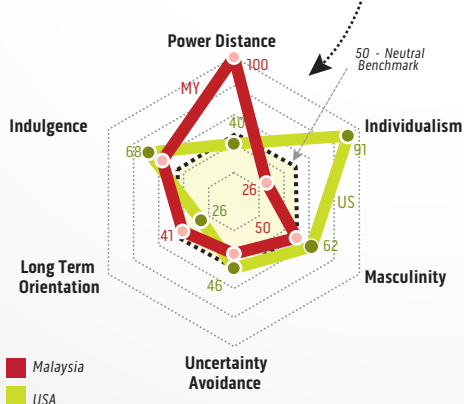 Power Distance
50 - Neutral
Benchmark
100
MY
40
Indulgence
Individualism
68
91
26
US
26
50
41
62
Long Term
Orientation
Masculinity
46
Uncertainty
Avoidance
Malaysia
USA